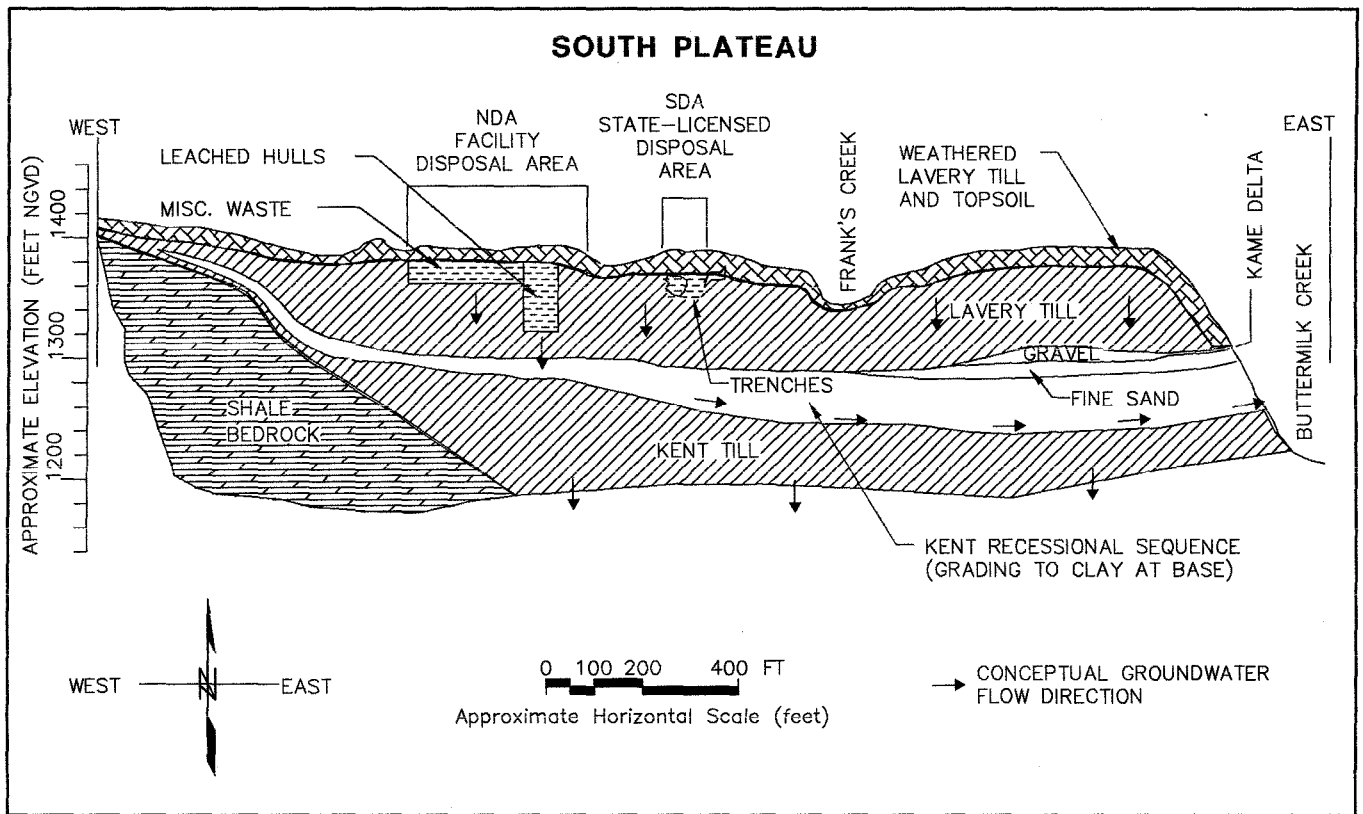 SOUTH PLATEAU
WEST
LEACHED HULLS
MISC. WASTE
NDA
FACILITY
DISPOSAL AREA
SDA
STATE-LICENSED
DISPOSAL
AREA
FRANK'S CREEK
WEATHERED
LAVERY TILL
AND TOPSOIL
EAST
KAME DELTA
BUTTERMILK CREEK
APPROXIMATE ELEVATION (FEET NGVD)
1400
1300
1200
LAVERY TILL
GRAVEL
TRENCHES
FINE SAND
SHALE
BEDROCK
KENT TILL
KENT RECESSIONAL SEQUENCE
(GRADING TO CLAY AT BASE)
WEST
N
EAST
0 100 200 400 FT
Approximate Horizontal Scale (feet)
CONCEPTUAL GROUNDWATER
FLOW DIRECTION